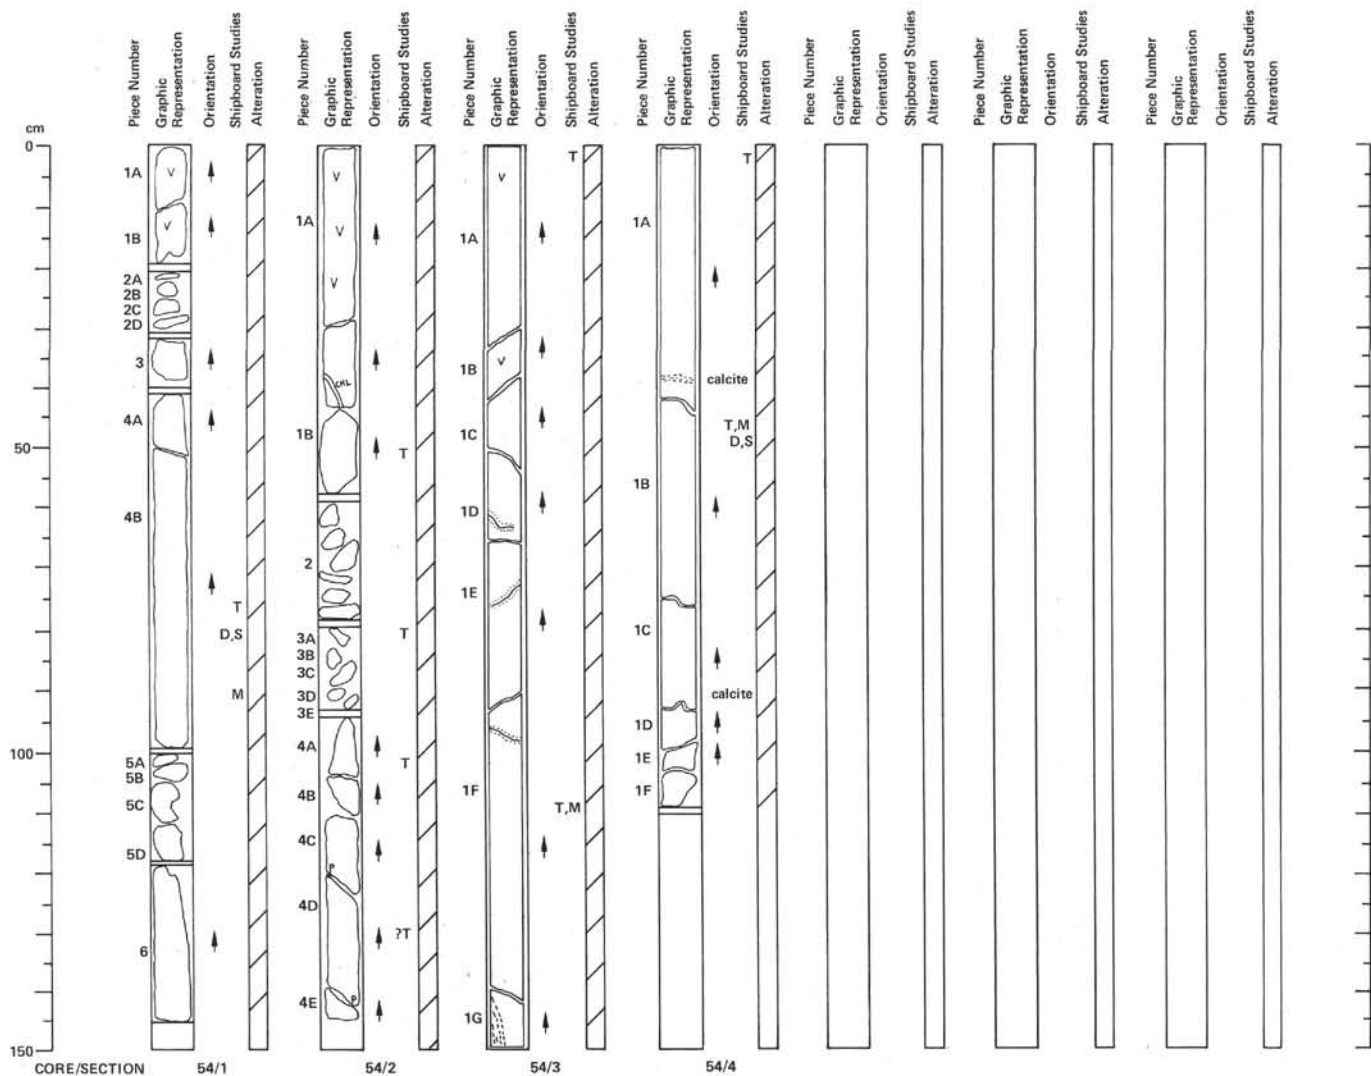 Piece Number
Graphic
Representation
Orientation
Shipboard Studies
Alteration
Piece Number
Graphic
Representation
Orientation
Shipboard Studies
Alteration
Piece Number
Graphic
Representation
Orientation
Shipboard Studies
Alteration
Piece Number
Graphic
Representation
Orientation
Shipboard Studies
Alteration
Piece Number
Graphic
Representation
Orientation
Shipboard Studies
Alteration
Piece Number
Graphic
Representation
Orientation
Shipboard Studies
Alteration
Piece Number
Graphic
Representation
Orientation
Shipboard Studies
Alteration
cm
0
50
100
150
1A
V
1B
V
2A
2B
2C
2D
3
4A
4B
T
D,S
M
5A
5B
5C
5D
6
1A
V
V
V
CHL
1B
T
2
3A
T
3B
3C
3D
3E
4A
T
4B
4C
P
4D
?T
4E
P
T
V
1A
1B
V
1C
1D
1E
1F
T,M
1G
T
1A
calcite
T,M
D,S
1B
1C
calcite
1D
1E
1F
CORE/SECTION 54/1 54/2 54/3 54/4